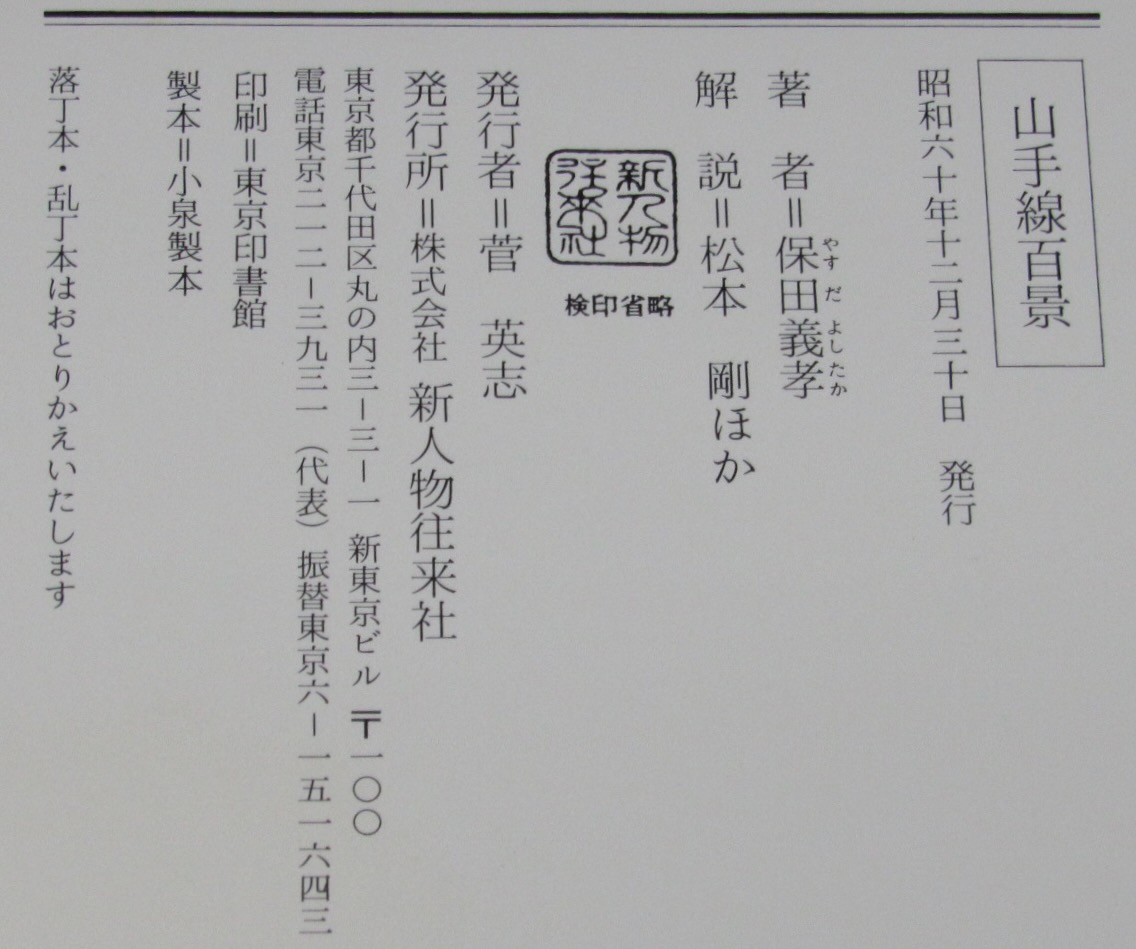 山手線百景
昭和六十年十二月三十日　発行
著　者＝保田義孝
やす だ よしたか
解　説＝松本　剛ほか
新人物
往来社
検印省略
発行者＝菅　英志
発行所＝株式会社 新人物往来社
東京都千代田区丸の内三－三－一　新東京ビル　〒一〇〇
電話東京二一二－三九三一（代表）振替東京六－一五一六四三
印刷＝東京印書館
製本＝小泉製本
落丁本・乱丁本はおとりかえいたします